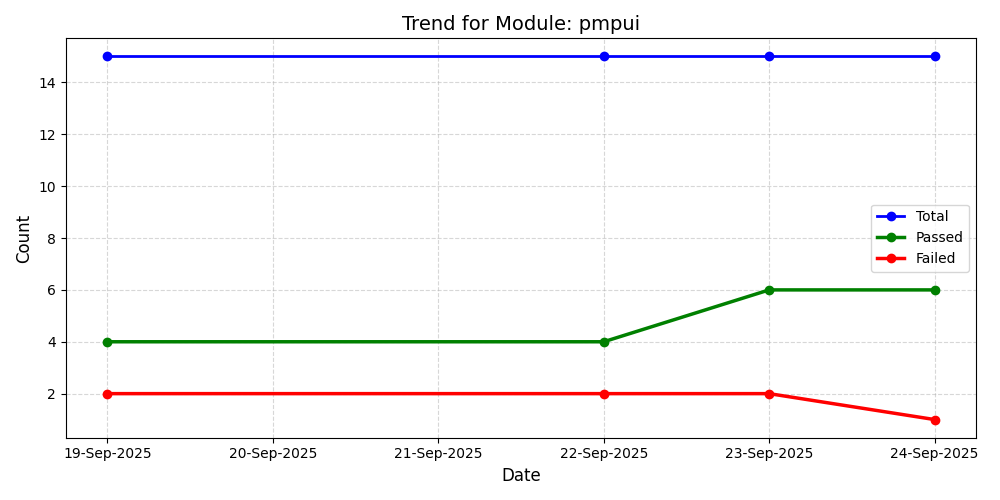 Trend for Module: pmpui
Count
14
12
10
8
6
4
2
Total
Passed
Failed
19-Sep-2025 20-Sep-2025 21-Sep-2025 22-Sep-2025 23-Sep-2025 24-Sep-2025
Date